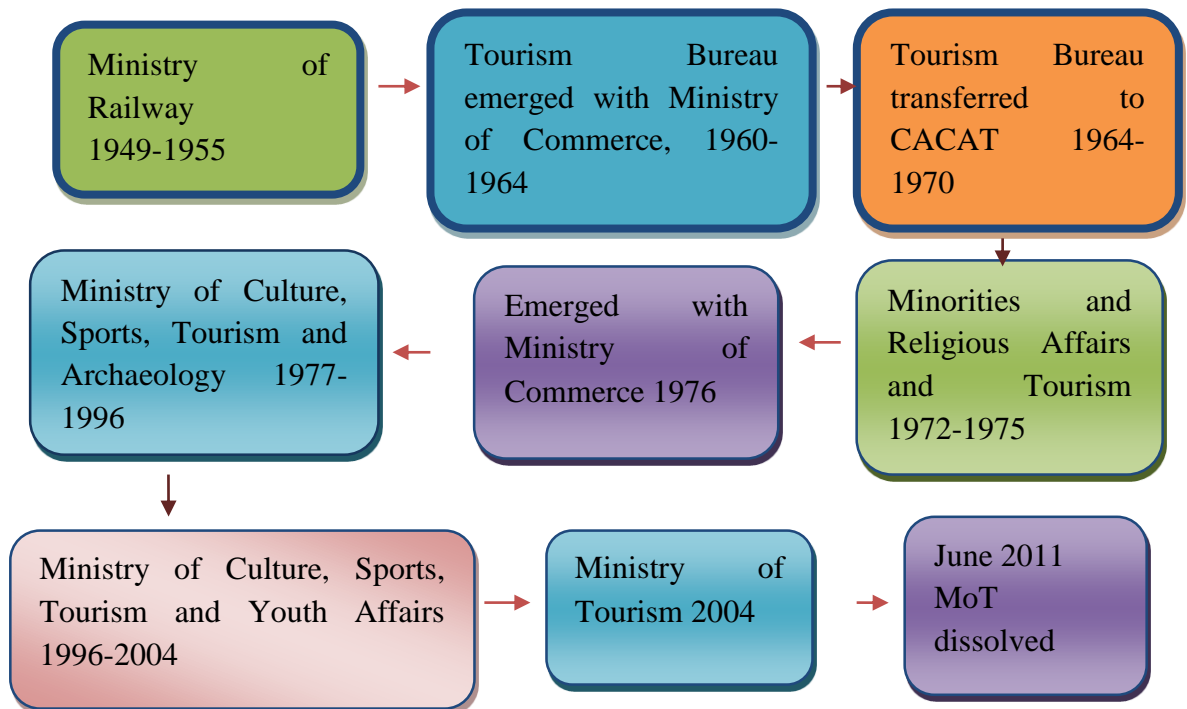 Ministry of
Railway
1949-1955
Tourism Bureau
emerged with Ministry
of Commerce, 1960-
1964
Tourism Bureau
transferred to
CACAT 1964-
1970
Minorities and
Religious Affairs
and Tourism
1972-1975
Emerged with
Ministry of
Commerce 1976
Ministry of Culture,
Sports, Tourism and
Archaeology 1977-
1996
Ministry of Culture, Sports,
Tourism and Youth Affairs
1996-2004
Ministry of
Tourism 2004
June 2011
MoT
dissolved